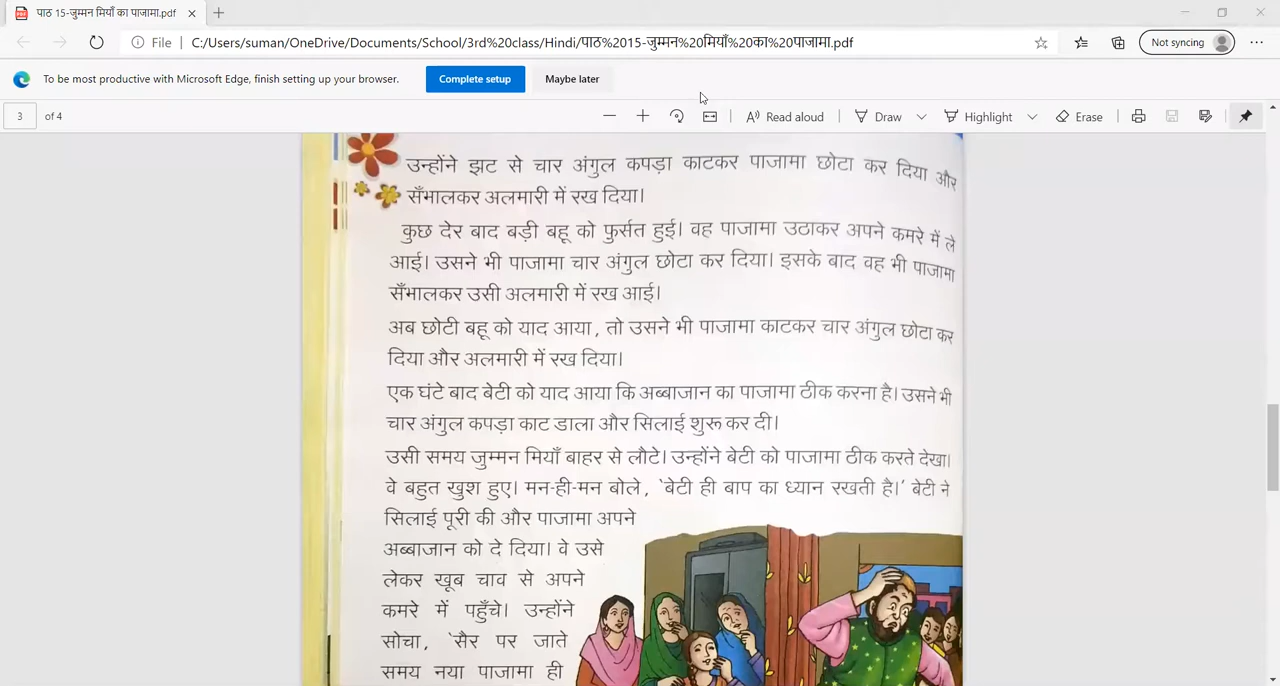 पाठ 15-जुम्मन मियाँ का पाजामा.pdf
File C:/Users/suman/OneDrive/Documents/School/3rd%20class/Hindi/पाठ%2015-जुम्मन%20मियाँ%20का%20पाजामा.pdf
Not syncing
To be most productive with Microsoft Edge, finish setting up your browser.
Complete setup
Maybe later
3 of 4
Read aloud
Draw
Highlight
Erase
उन्होंने झट से चार अंगुल कपड़ा काटकर पाजामा छोटा कर दिया और
सँभालकर अलमारी में रख दिया।
कुछ देर बाद बड़ी बहू को फुर्सत हुई। वह पाजामा उठाकर अपने कमरे में ले
आई। उसने भी पाजामा चार अंगुल छोटा कर दिया। इसके बाद वह भी पाजामा
सँभालकर उसी अलमारी में रख आई।
अब छोटी बहू को याद आया, तो उसने भी पाजामा काटकर चार अंगुल छोटा कर
दिया और अलमारी में रख दिया।
एक घंटे बाद बेटी को याद आया कि अब्बाजान का पाजामा ठीक करना है। उसने भी
चार अंगुल कपड़ा काट डाला और सिलाई शुरू कर दी।
उसी समय जुम्मन मियाँ बाहर से लौटे। उन्होंने बेटी को पाजामा ठीक करते देखा।
वे बहुत खुश हुए। मन-ही-मन बोले, 'बेटी ही बाप का ध्यान रखती है।' बेटी ने
सिलाई पूरी की और पाजामा अपने
अब्बाजान को दे दिया। वे उसे
लेकर खूब चाव से अपने
कमरे में पहुँचे। उन्होंने
सोचा, 'सैर पर जाते
समय नया पाजामा ही